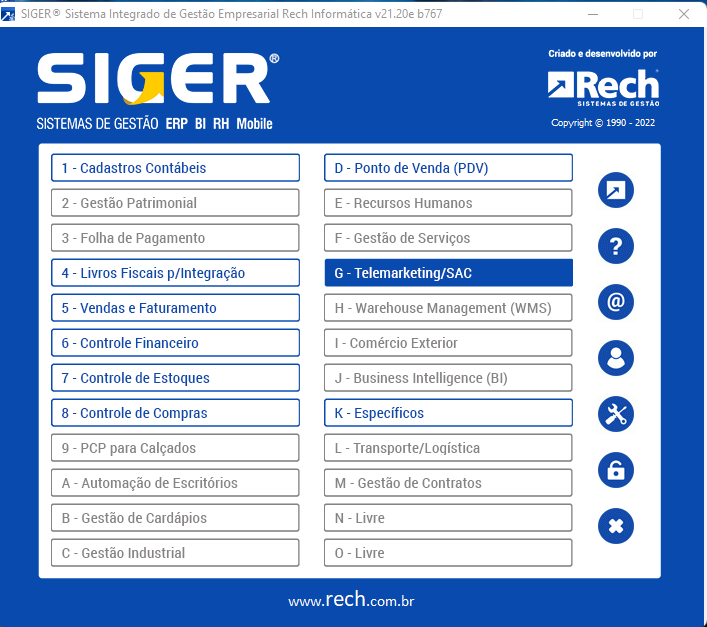 SIGER® Sistema Integrado de Gestão Empresarial Rech Informática v21.20e b767
SIGER®
SISTEMAS DE GESTÃO ERP BI RH Mobile
Criado e desenvolvido por
Rech®
SISTEMAS DE GESTÃO
Copyright © 1990 - 2022
1 - Cadastros Contábeis
2 - Gestão Patrimonial
3 - Folha de Pagamento
4 - Livros Fiscais p/Integração
5 - Vendas e Faturamento
6 - Controle Financeiro
7 - Controle de Estoques
8 - Controle de Compras
9 - PCP para Calçados
A - Automação de Escritórios
B - Gestão de Cardápios
C - Gestão Industrial
D - Ponto de Venda (PDV)
E - Recursos Humanos
F - Gestão de Serviços
G - Telemarketing/SAC
H - Warehouse Management (WMS)
I - Comércio Exterior
J - Business Intelligence (BI)
K - Específicos
L - Transporte/Logística
M - Gestão de Contratos
N - Livre
O - Livre
?
@
www.rech.com.br